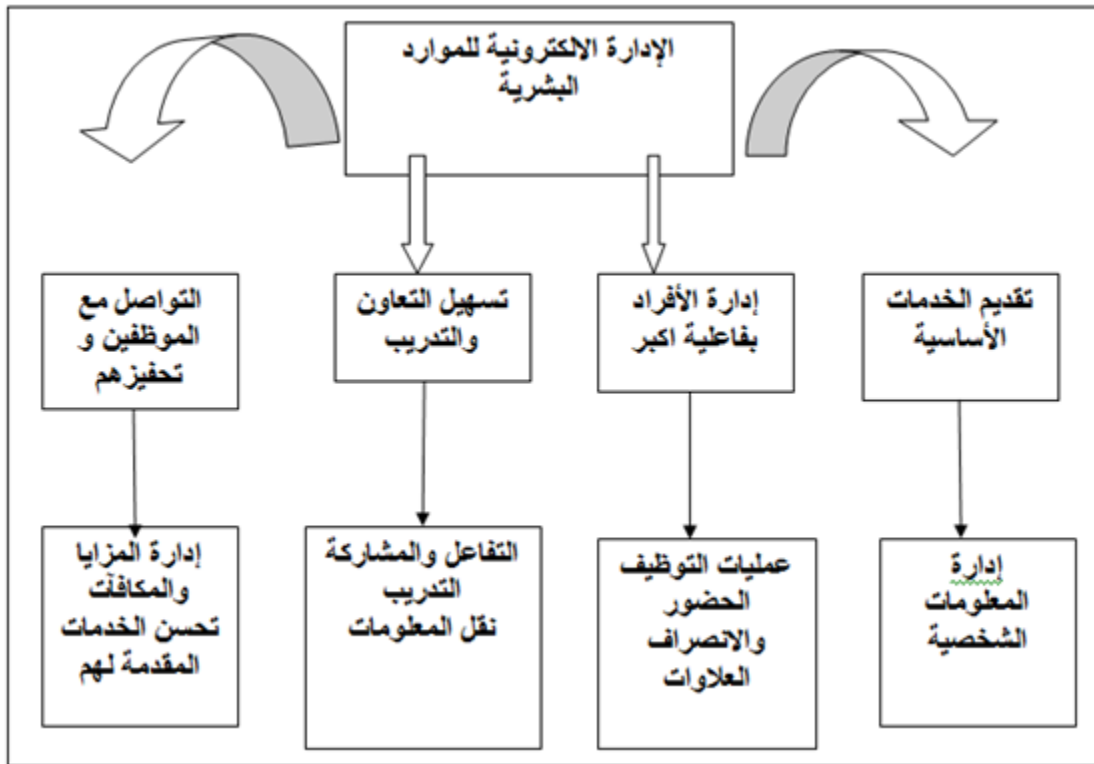 الإدارة الالكترونية للموارد
البشرية
تقديم الخدمات
الأساسية
إدارة الأفراد
بفاعلية اكبر
تسهيل التعاون
والتدريب
التواصل مع
الموظفين و
تحفيزهم
إدارة
المعلومات
الشخصية
عمليات التوظيف
الحضور
والانصراف
العلاوات
التفاعل والمشاركة
التدريب
نقل المعلومات
إدارة المزايا
والمكافآت
تحسن الخدمات
المقدمة لهم